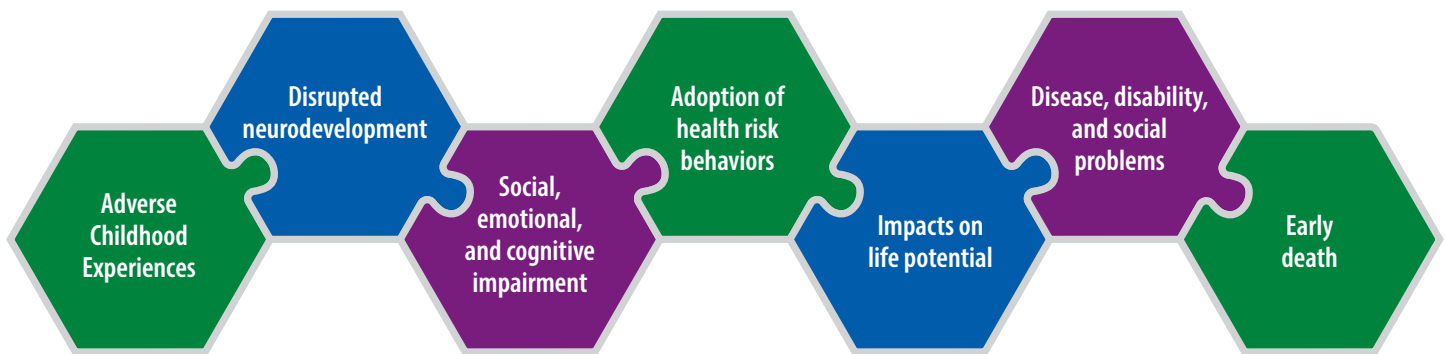 Adverse
Childhood
Experiences
Disrupted
neurodevelopment
Social,
emotional,
and cognitive
impairment
Adoption of
health risk
behaviors
Impacts on
life potential
Disease, disability,
and social
problems
Early
death